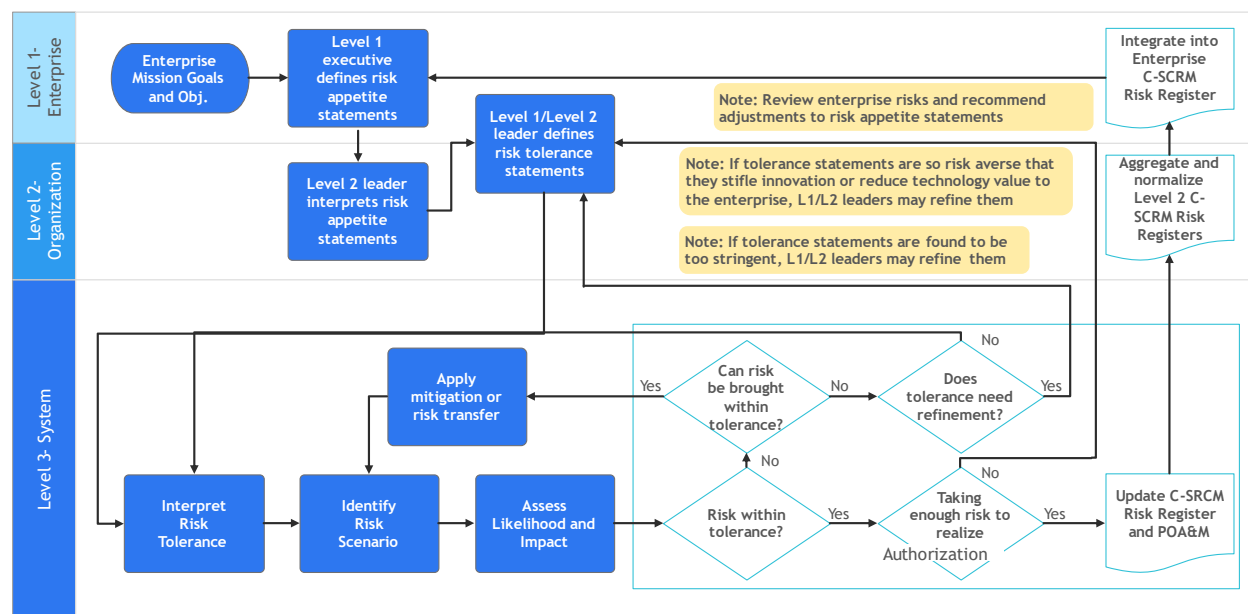 Level 1-
Enterprise
Enterprise
Mission Goals
and Obj.
Level 1
executive
defines risk
appetite
statements
Integrate into
Enterprise
C-SCRM
Risk Register
Note: Review enterprise risks and recommend
adjustments to risk appetite statements
Level 1/Level 2
leader defines
risk tolerance
statements
Level 2-
Organization
Level 2 leader
interprets risk
appetite
statements
Note: If tolerance statements are so risk averse that
they stifle innovation or reduce technology value to
the enterprise, L1/L2 leaders may refine them
Note: If tolerance statements are found to be
too stringent, L1/L2 leaders may refine them
Aggregate and
normalize
Level 2 C-
SCRM Risk
Registers
Level 3- System
Apply
mitigation or
risk transfer
Yes
Can risk
be brought
within
tolerance?
No
Does
tolerance need
refinement?
No
Yes
Interpret
Risk
Tolerance
Identify
Risk
Scenario
Assess
Likelihood and
Impact
No
Risk within
tolerance?
Yes
No
Taking
enough risk to
realize
Authorization
Yes
Update C-SRCM
Risk Register
and POA&M